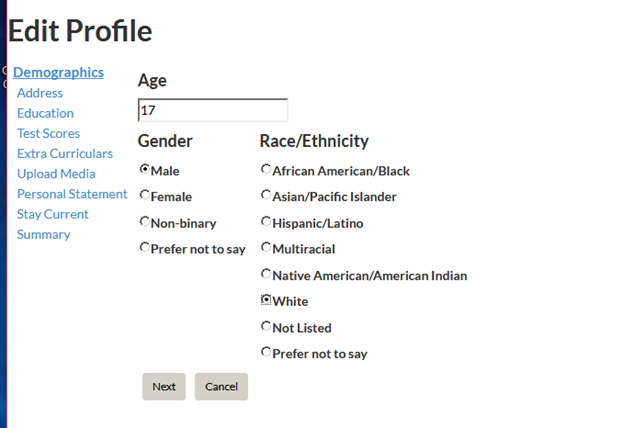 Edit Profile
Demographics
Address
Education
Test Scores
Extra Curriculars
Upload Media
Personal Statement
Stay Current
Summary
Age
17
Gender
Male
Female
Non-binary
Prefer not to say
Race/Ethnicity
African American/Black
Asian/Pacific Islander
Hispanic/Latino
Multiracial
Native American/American Indian
White
Not Listed
Prefer not to say
Next
Cancel